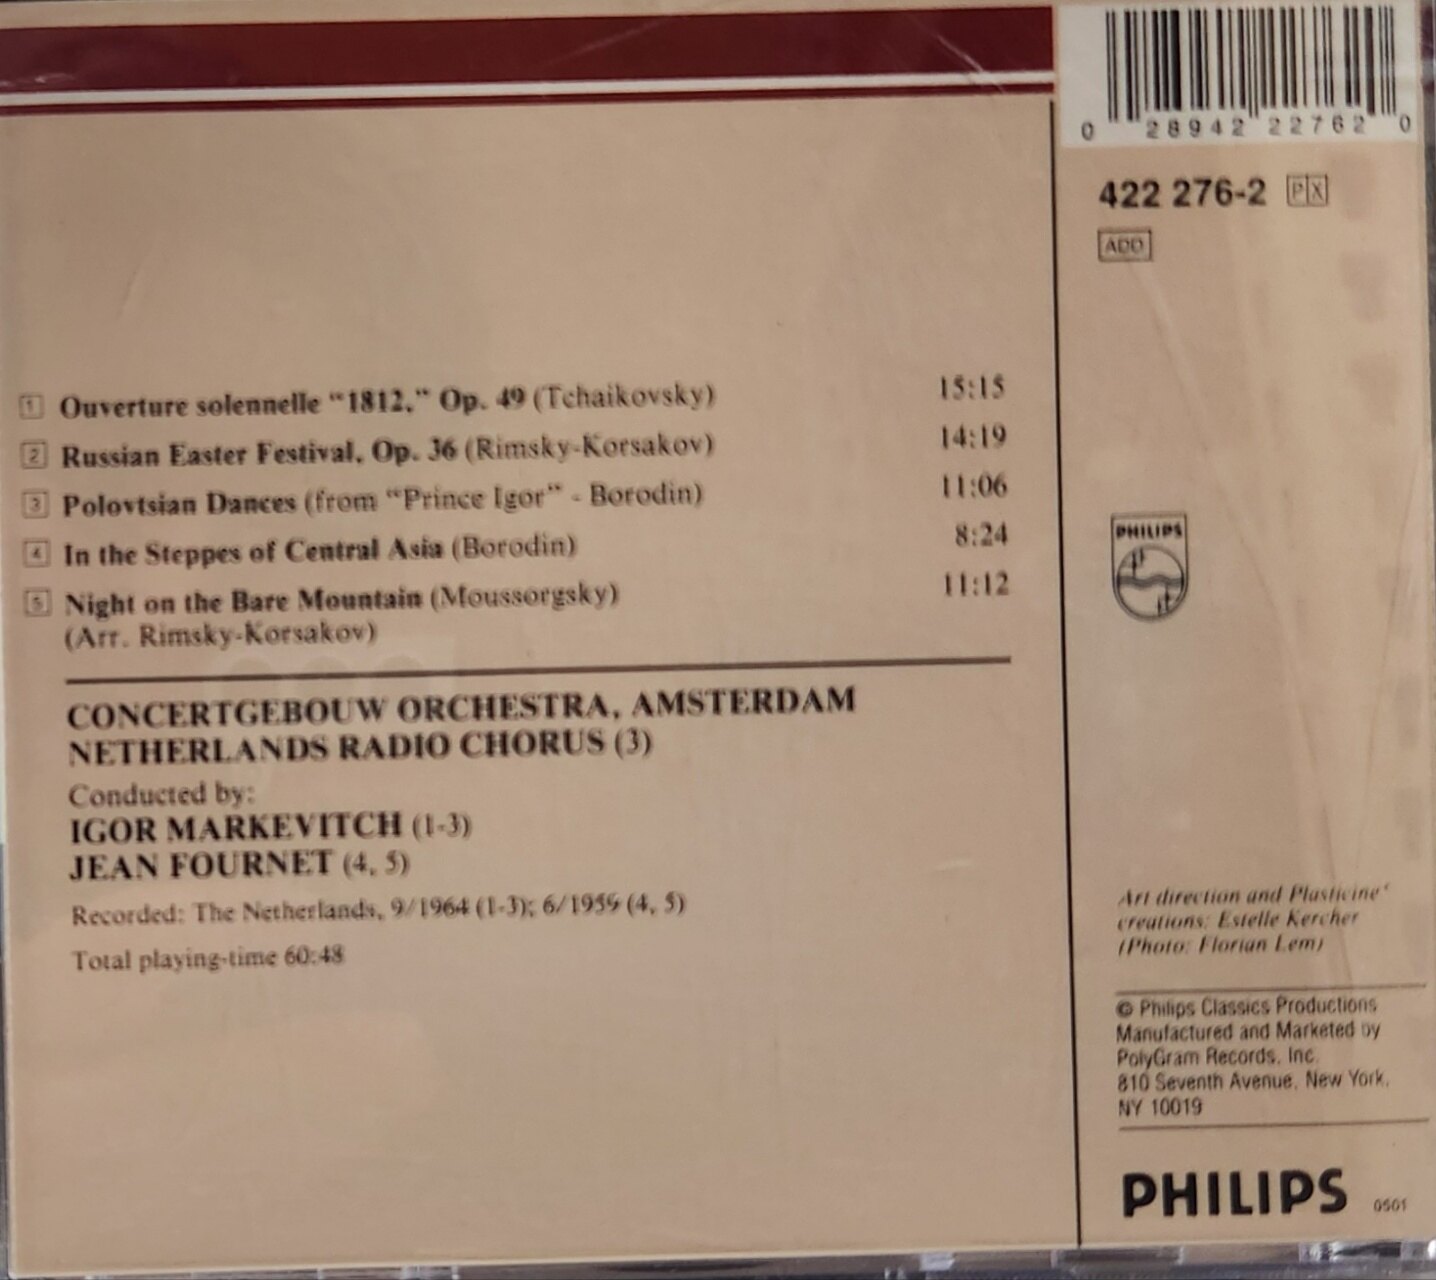 0 28942 22762 0
422 276-2 PX
ADD
1 Ouverture solennelle "1812," Op. 49 (Tchaikovsky) 15:15
2 Russian Easter Festival, Op. 36 (Rimsky-Korsakov) 14:19
3 Polovtsian Dances (from "Prince Igor" - Borodin) 11:06
4 In the Steppes of Central Asia (Borodin) 8:24
5 Night on the Bare Mountain (Moussorgsky) 11:12
(Arr. Rimsky-Korsakov)
CONCERTGEBOUW ORCHESTRA, AMSTERDAM
NETHERLANDS RADIO CHORUS (3)
Conducted by:
IGOR MARKEVITCH (1-3)
JEAN FOURNET (4, 5)
Recorded: The Netherlands, 9/1964 (1-3); 6/1959 (4, 5)
Total playing-time 60:48
PHILIPS
Art direction and Plasticine'
creations: Estelle Kercher
(Photo: Florian Lem)
© Philips Classics Productions
Manufactured and Marketed by
PolyGram Records, Inc.
810 Seventh Avenue, New York,
NY 10019
PHILIPS 0501